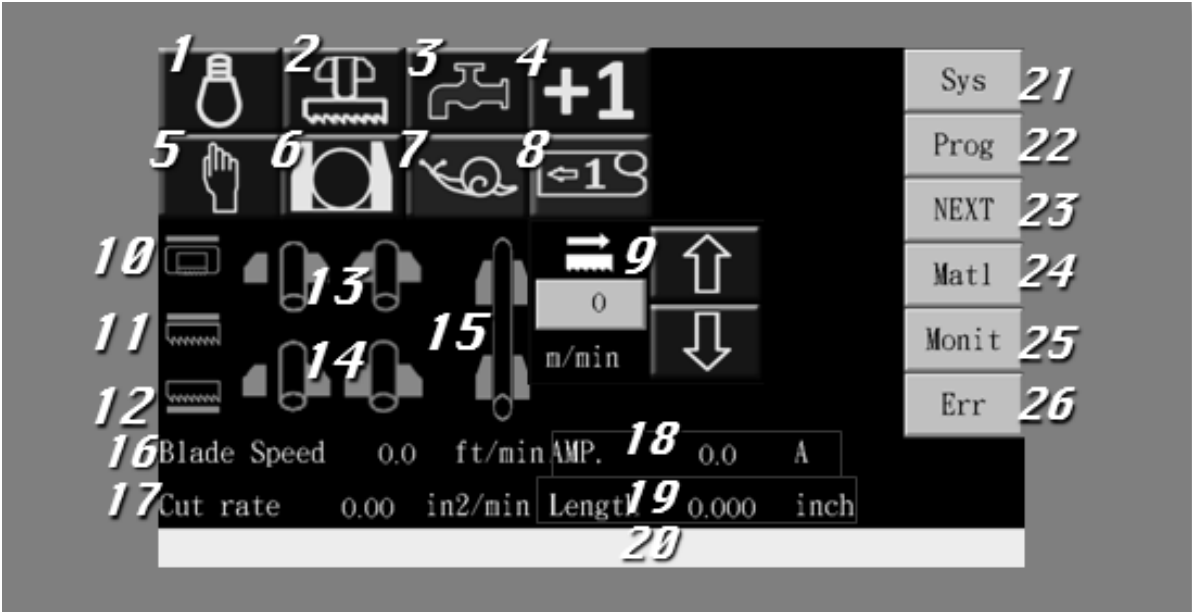 1 2 3 4 +1
5 6 7 8 1
9
10
11
12
13
14
15
0
m/min
16 Blade Speed 0.0 ft/min AMP. 18 0.0 A
17 Cut rate 0.00 in2/min Length 19 0.000 inch
20
Sys 21
Prog 22
NEXT 23
Matl 24
Monit 25
Err 26